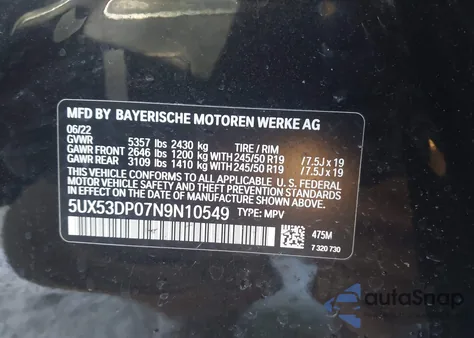 MFD BY BAYERISCHE MOTOREN WERKE AG
06/22
GVWR 5357 lbs 2430 kg TIRE / RIM
GAWR FRONT 2646 lbs 1200 kg WITH 245/50 R19 /7.5J x 19
GAWR REAR 3109 lbs 1410 kg WITH 245/50 R19 /7.5J x 19
THIS VEHICLE CONFORMS TO ALL APPLICABLE U. S. FEDERAL
MOTOR VEHICLE SAFETY, BUMPER, AND THEFT PREVENTION STANDARDS
IN EFFECT ON THE DATE OF MANUFACTURE SHOWN ABOVE.
5UX53DP07N9N10549 TYPE: MPV
475M
7 320 730
autoSnap